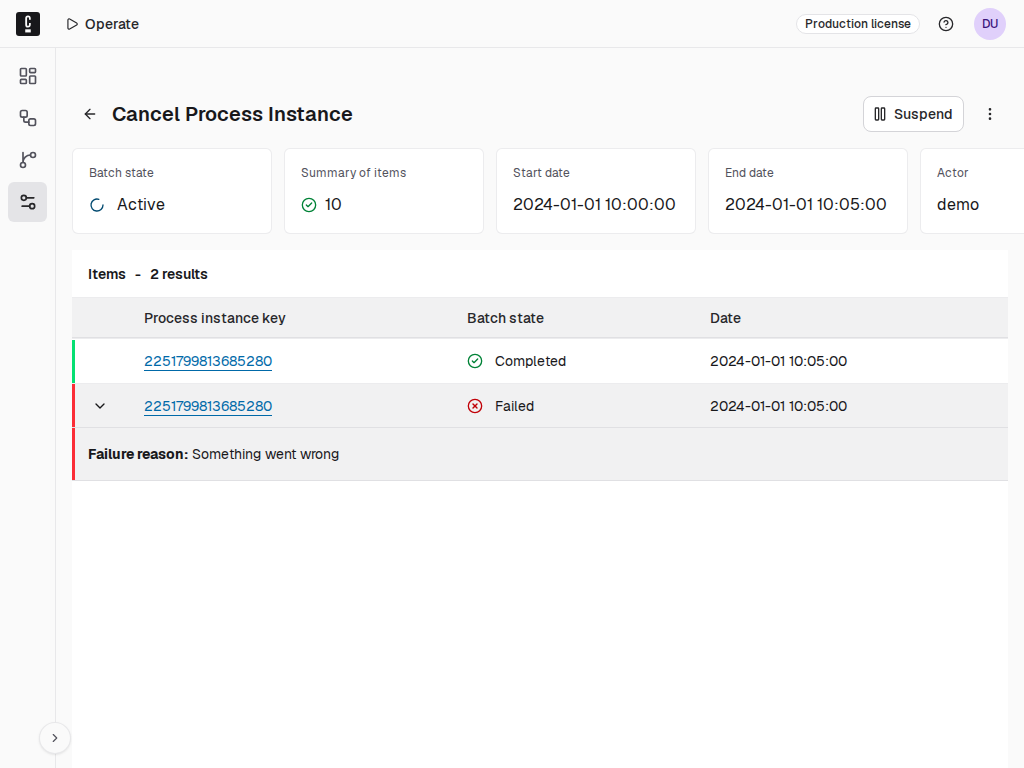 Operate
Production license
DU
Cancel Process Instance
Suspend
Batch state
Active
Summary of items
10
Start date
2024-01-01 10:00:00
End date
2024-01-01 10:05:00
Actor
demo
Items - 2 results
Process instance key Batch state Date
2251799813685280 Completed 2024-01-01 10:05:00
2251799813685280 Failed 2024-01-01 10:05:00
Failure reason: Something went wrong